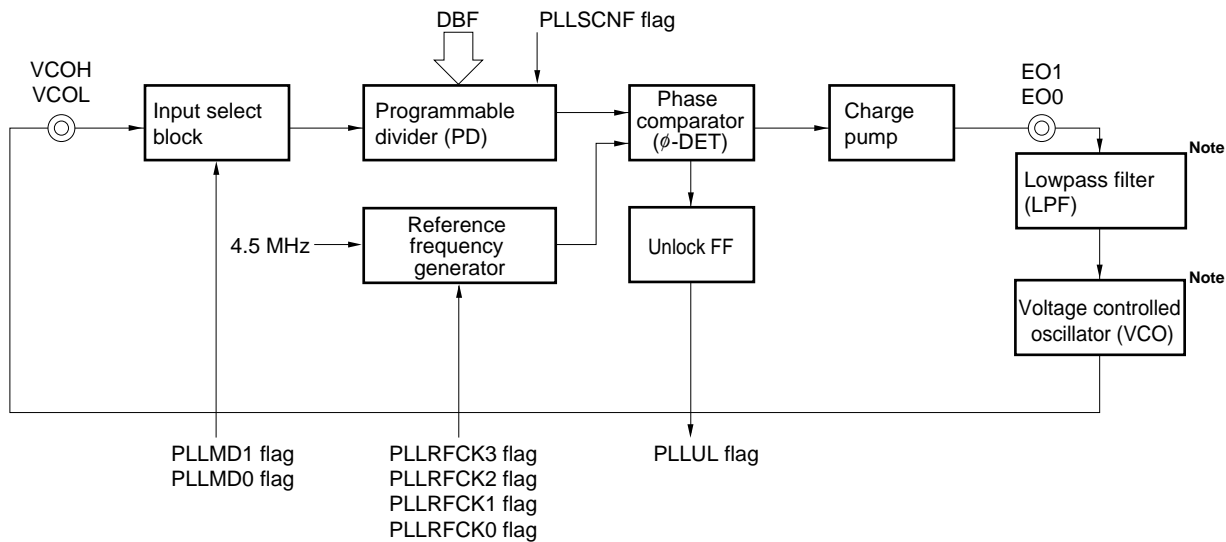 DBF
PLLSCNF flag
VCOH
VCOL
Input select
block
Programmable
divider (PD)
Phase
comparator
(ø-DET)
Charge
pump
EO1
EO0
Note
Lowpass filter
(LPF)
4.5 MHz
Reference
frequency
generator
Unlock FF
Note
Voltage controlled
oscillator (VCO)
PLLMD1 flag
PLLMD0 flag
PLLRFCK3 flag
PLLRFCK2 flag
PLLRFCK1 flag
PLLRFCK0 flag
PLLUL flag